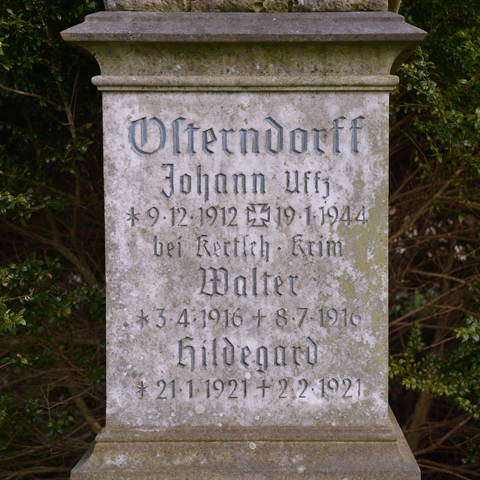 Osterndorff
Johann Uffz
* 9·12·1912 ✠ 19·1·1944
bei Kertsch · Krim
Walter
* 3·4·1916 + 8·7·1916
Hildegard
* 21·1·1921 + 2·2·1921